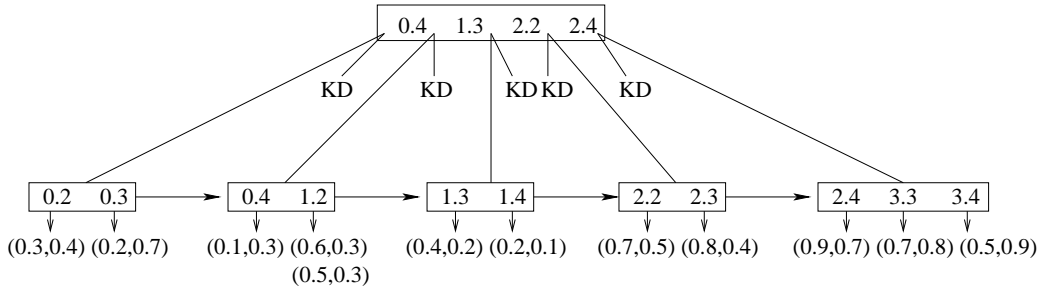 0.4 1.3 2.2 2.4
KD KD KD KD KD
0.2 0.3 0.4 1.2 1.3 1.4 2.2 2.3 2.4 3.3 3.4
(0.3,0.4) (0.2,0.7) (0.1,0.3) (0.6,0.3) (0.4,0.2) (0.2,0.1) (0.7,0.5) (0.8,0.4) (0.9,0.7) (0.7,0.8) (0.5,0.9)
(0.5,0.3)